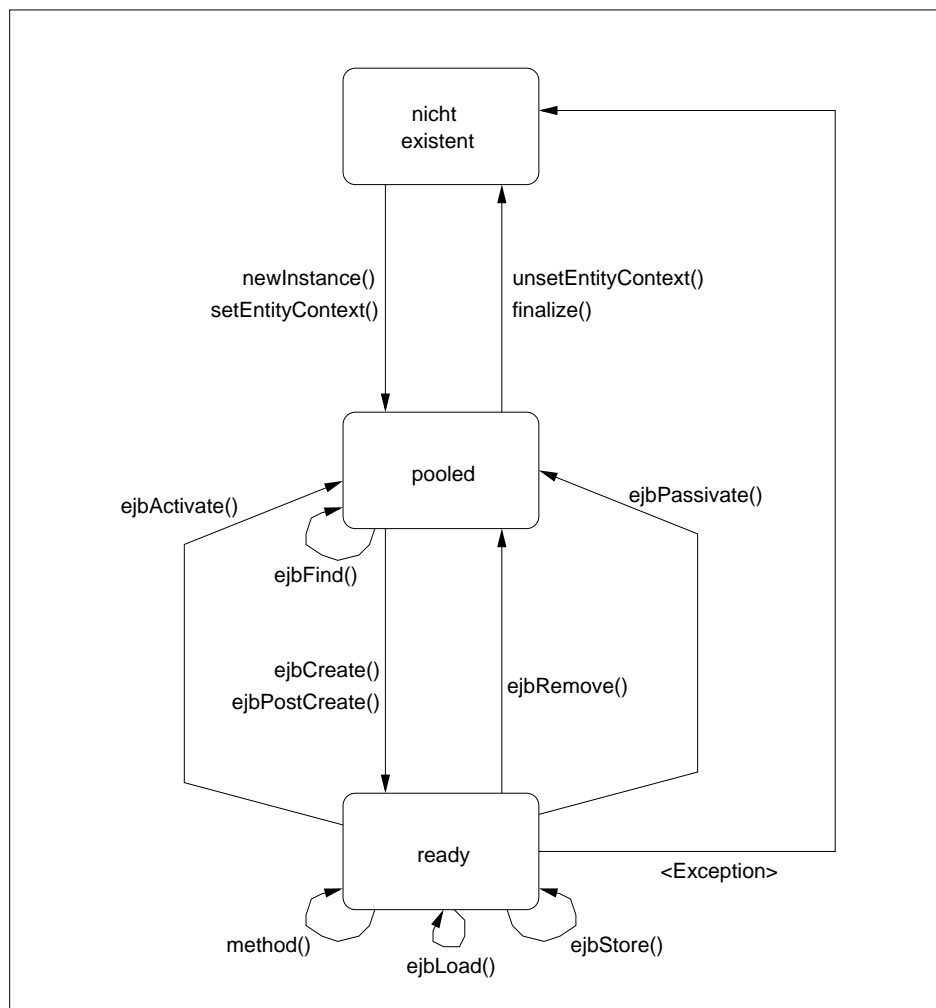 nicht
existent
newInstance()
setEntityContext()
unsetEntityContext()
finalize()
pooled
ejbActivate()
ejbPassivate()
ejbFind()
ejbCreate()
ejbPostCreate()
ejbRemove()
ready
<Exception>
method()
ejbLoad()
ejbStore()